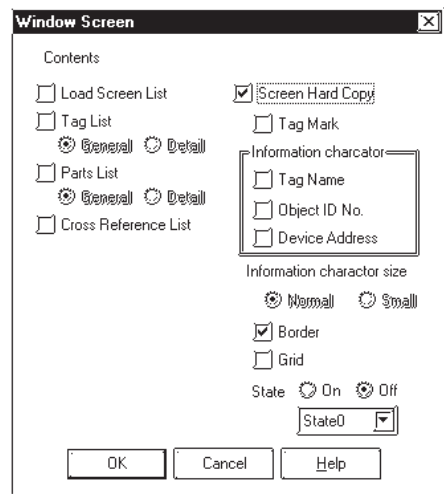 Window Screen
Contents
Load Screen List
Tag List
General Detail
Parts List
General Detail
Cross Reference List
Screen Hard Copy
Tag Mark
Information charcator
Tag Name
Object ID No.
Device Address
Information charactor size
Normal Small
Border
Grid
State On Off
State0
OK Cancel Help